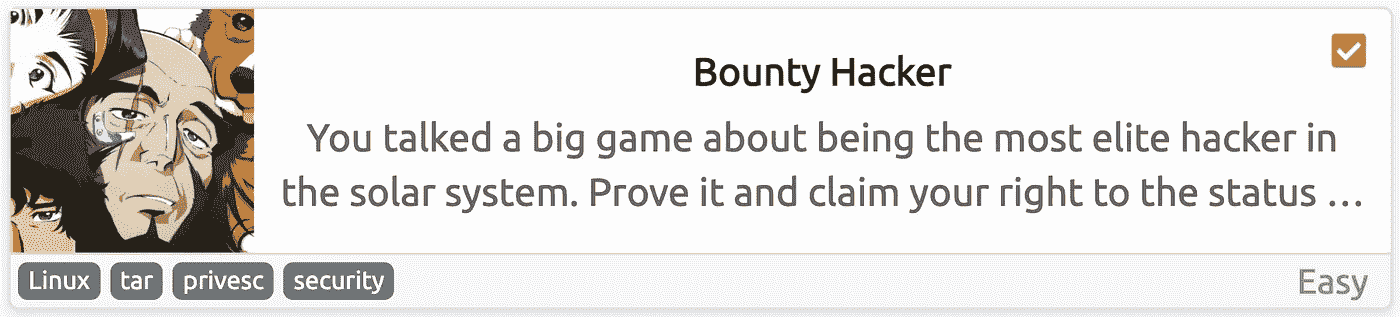 Bounty Hacker
You talked a big game about being the most elite hacker in
the solar system. Prove it and claim your right to the status ...
Linux tar privesc security
Easy